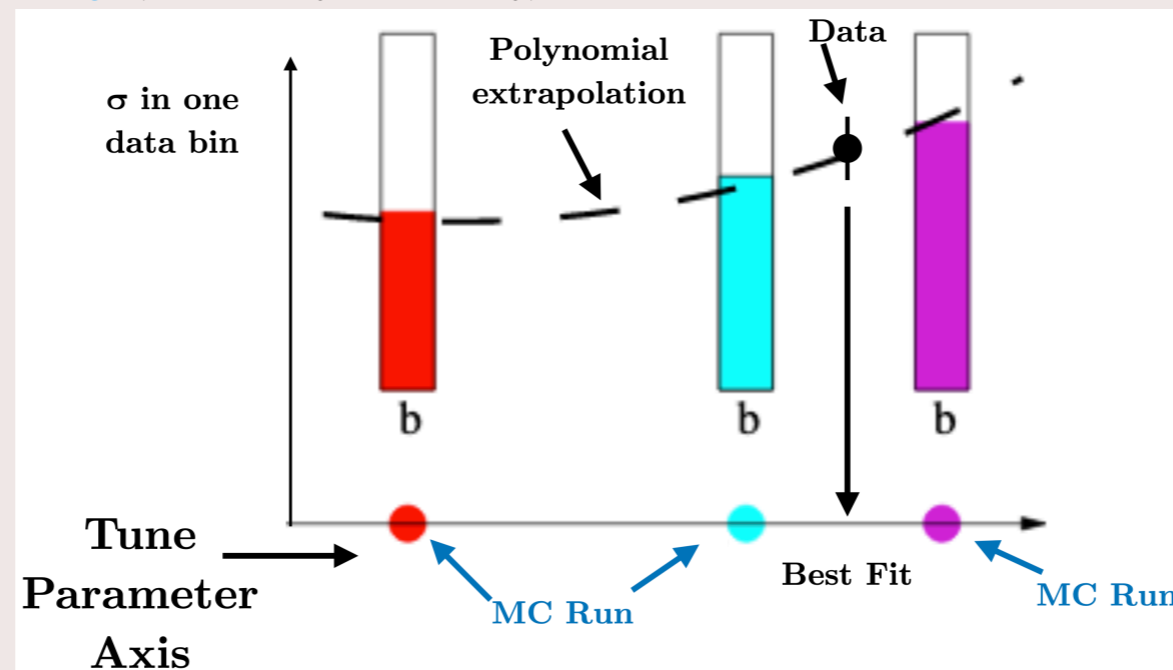 Data
Polynomial
extrapolation
σ in one
data bin
b
b
b
Tune
Parameter
Axis
Best Fit
MC Run
MC Run